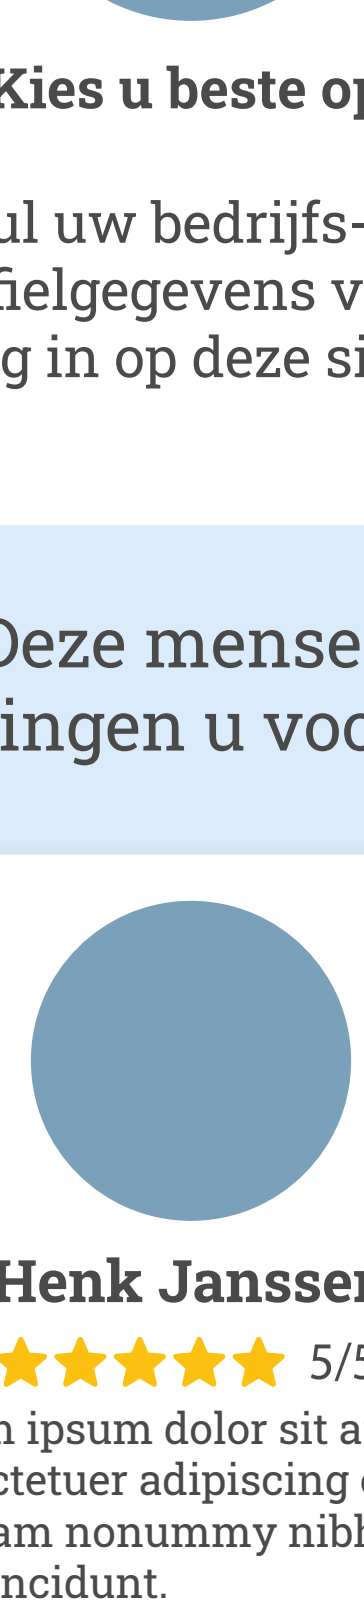 Kies u beste op
ul uw bedrijfs-
fielgegevens v
g in op deze si
Deze mense
ingen u voo
Henk Janssen
5/5
n ipsum dolor sit a
ctetuer adipiscing e
am nonummy nibh
ncidunt.